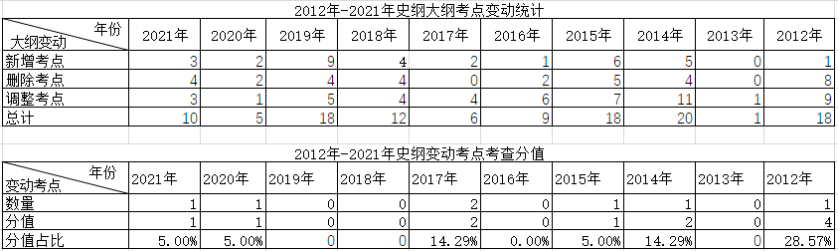 2012年-2021年史纲大纲考点变动统计
年份 大纲变动 2021年 2020年 2019年 2018年 2017年 2016年 2015年 2014年 2013年 2012年
新增考点 3 2 9 4 2 1 6 5 0 1
删除考点 4 2 4 4 0 2 5 4 0 8
调整考点 3 1 5 4 4 6 7 11 1 9
总计 10 5 18 12 6 9 18 20 1 18
2012年-2021年史纲变动考点考查分值
年份 变动考点 2021年 2020年 2019年 2018年 2017年 2016年 2015年 2014年 2013年 2012年
数量 1 1 0 0 2 0 1 1 0 1
分值 1 1 0 0 2 0 1 2 0 4
分值占比 5.00% 5.00% 0 0 14.29% 0.00% 5.00% 14.29% 0 28.57%